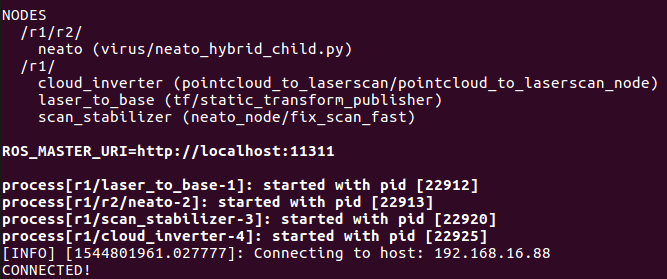 NODES
/r1/r2/
neato (virus/neato_hybrid_child.py)
/r1/
cloud_inverter (pointcloud_to_laserscan/pointcloud_to_laserscan_node)
laser_to_base (tf/static_transform_publisher)
scan_stabilizer (neato_node/fix_scan_fast)
ROS_MASTER_URI=http://localhost:11311
process[r1/laser_to_base-1]: started with pid [22912]
process[r1/r2/neato-2]: started with pid [22913]
process[r1/scan_stabilizer-3]: started with pid [22920]
process[r1/cloud_inverter-4]: started with pid [22925]
[INFO] [1544801961.027777]: Connecting to host: 192.168.16.88
CONNECTED!